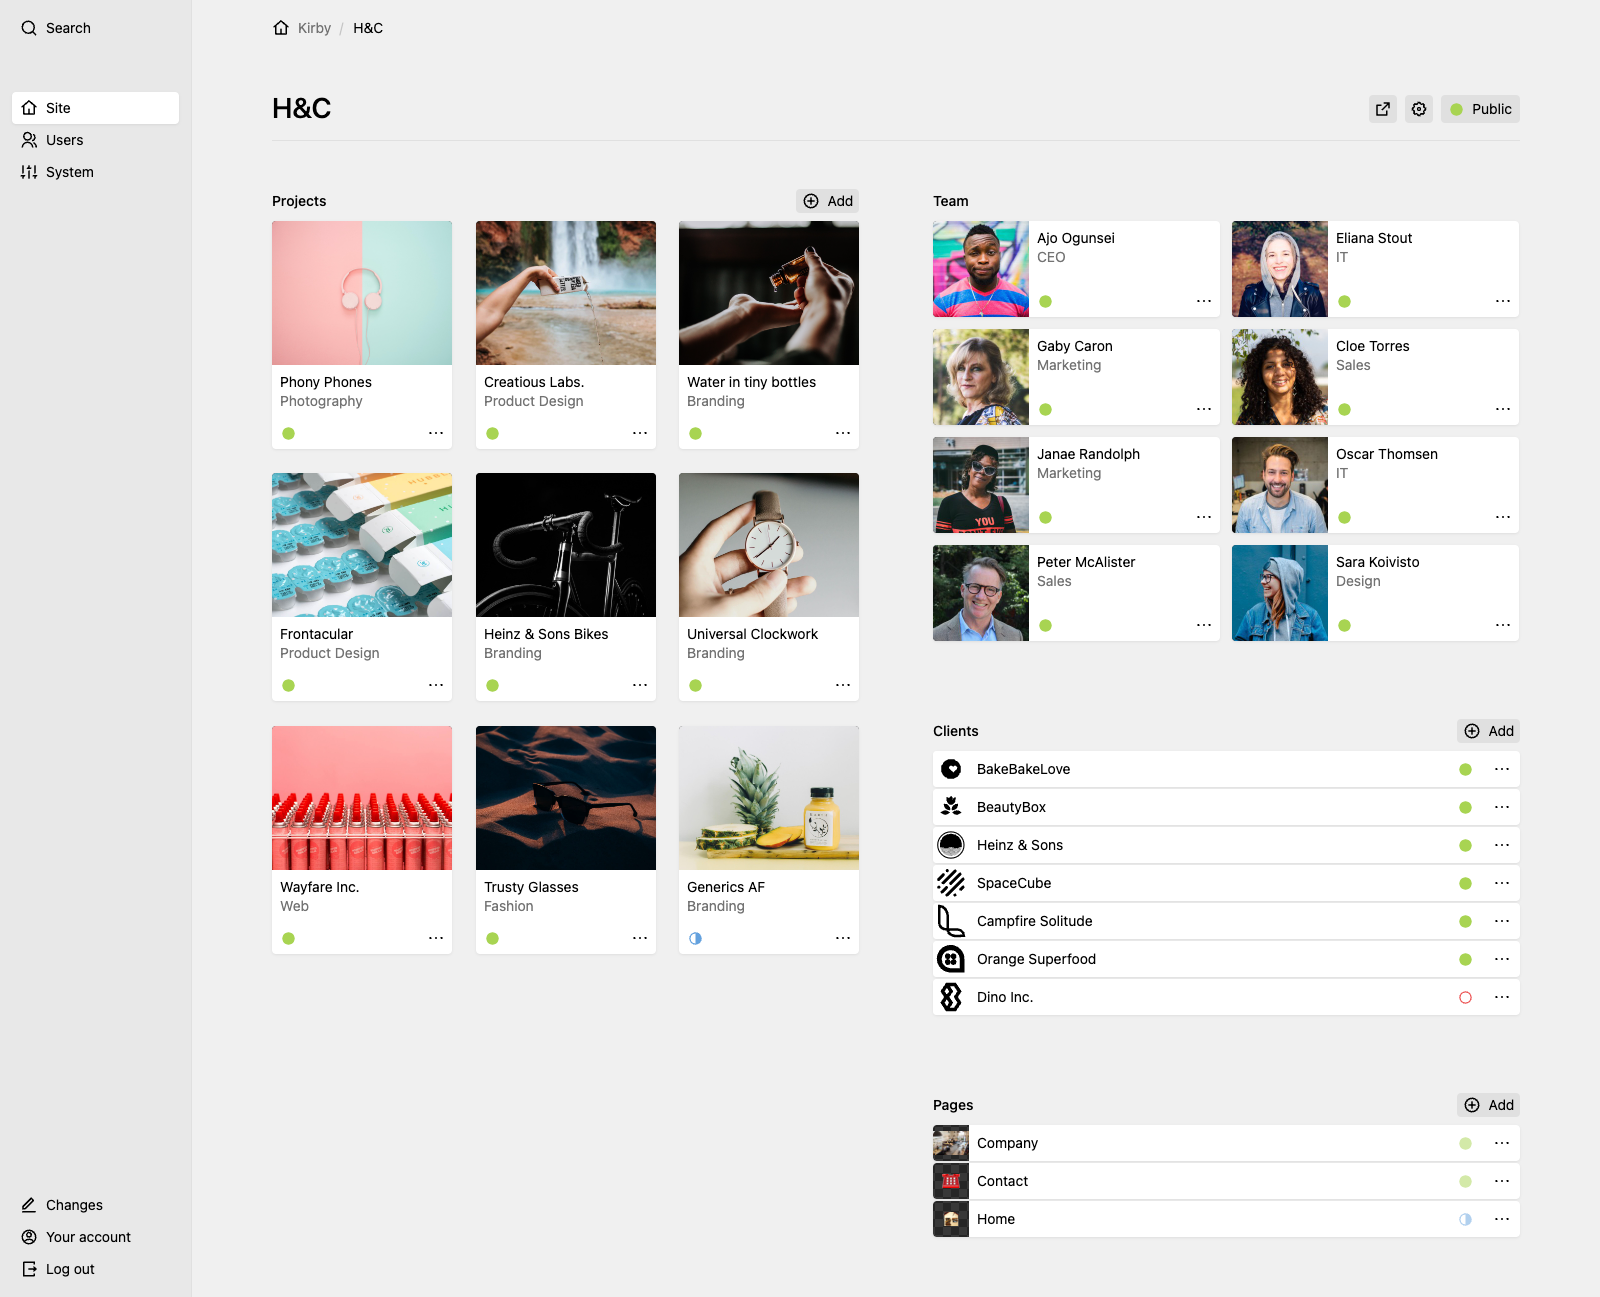 Search
Site
Users
System
Changes
Your account
Log out
Kirby / H&C
H&C
Public
Projects
Add
Phony Phones
Photography
Creatious Labs.
Product Design
Water in tiny bottles
Branding
Frontacular
Product Design
Heinz & Sons Bikes
Branding
Universal Clockwork
Branding
Wayfare Inc.
Web
Trusty Glasses
Fashion
Generics AF
Branding
Team
Ajo Ogunsei
CEO
Eliana Stout
IT
Gaby Caron
Marketing
Cloe Torres
Sales
Janae Randolph
Marketing
YOU
Oscar Thomsen
IT
Peter McAlister
Sales
Sara Koivisto
Design
Clients
Add
BakeBakeLove
BeautyBox
Heinz & Sons
SpaceCube
Campfire Solitude
Orange Superfood
Dino Inc.
Pages
Add
Company
Contact
Home